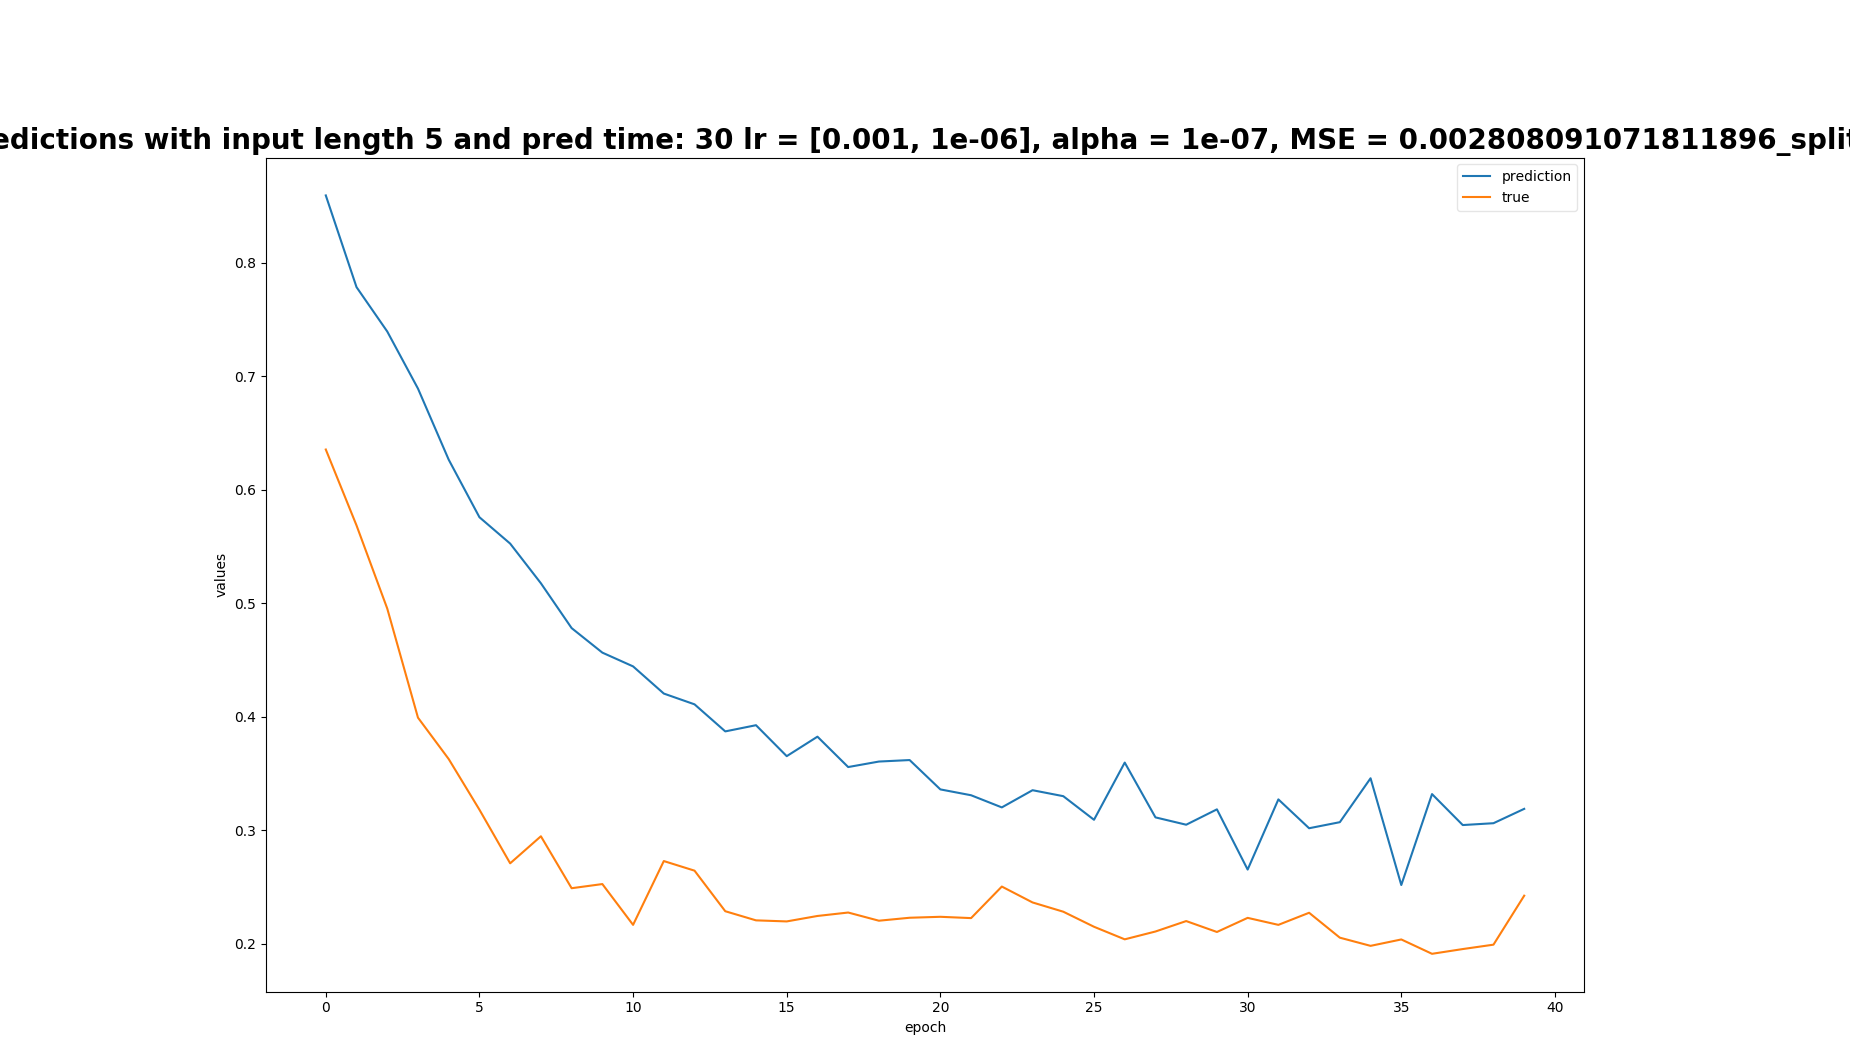 edictions with input length 5 and pred time: 30 lr = [0.001, 1e-06], alpha = 1e-07, MSE = 0.002808091071811896_split
prediction
true
0.8
0.7
0.6
0.5
0.4
0.3
0.2
values
0 5 10 15 20 25 30 35 40
epoch